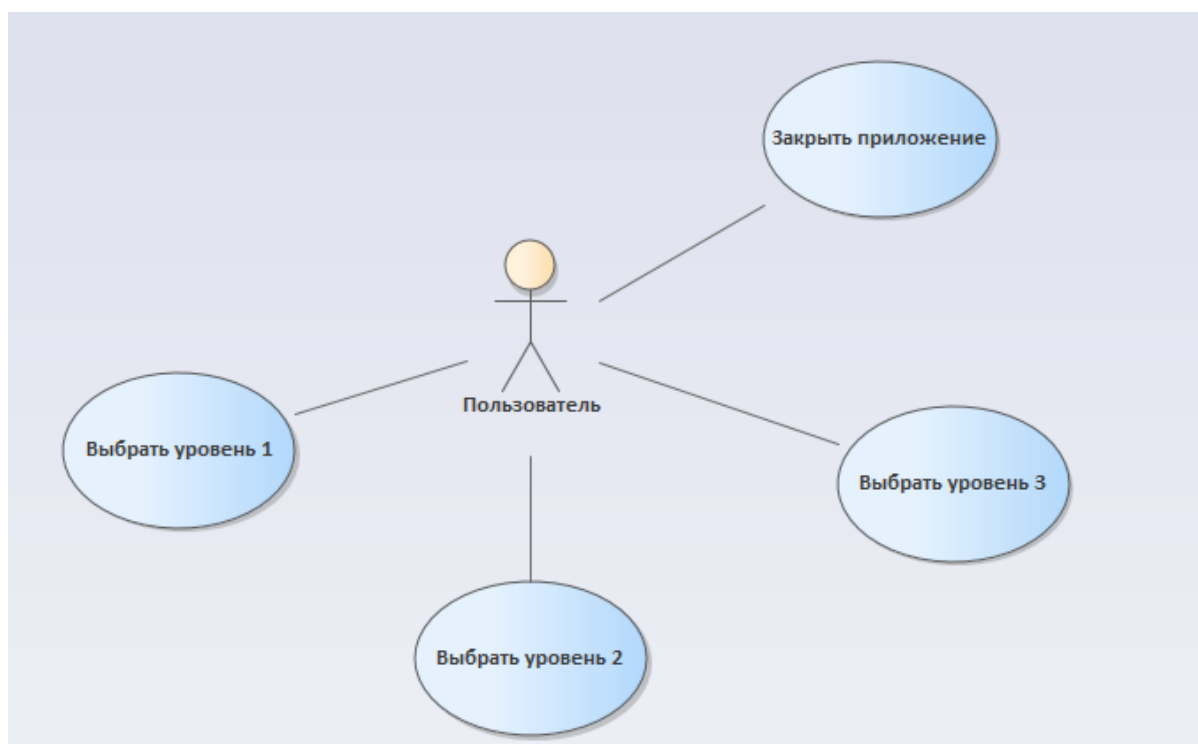 Закрыть приложение
Пользователь
Выбрать уровень 1
Выбрать уровень 3
Выбрать уровень 2